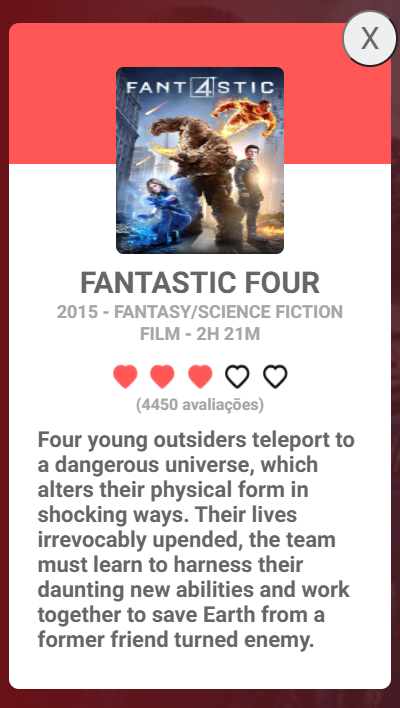 X
FANT4STIC
FANTASTIC FOUR
2015 - FANTASY/SCIENCE FICTION
FILM - 2H 21M
(4450 avaliações)
Four young outsiders teleport to
a dangerous universe, which
alters their physical form in
shocking ways. Their lives
irrevocably upended, the team
must learn to harness their
daunting new abilities and work
together to save Earth from a
former friend turned enemy.